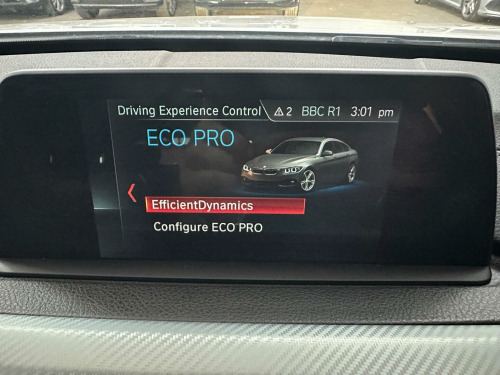 Driving Experience Control ⚠ 2 BBC R1 3:01 pm
ECO PRO
EfficientDynamics
Configure ECO PRO